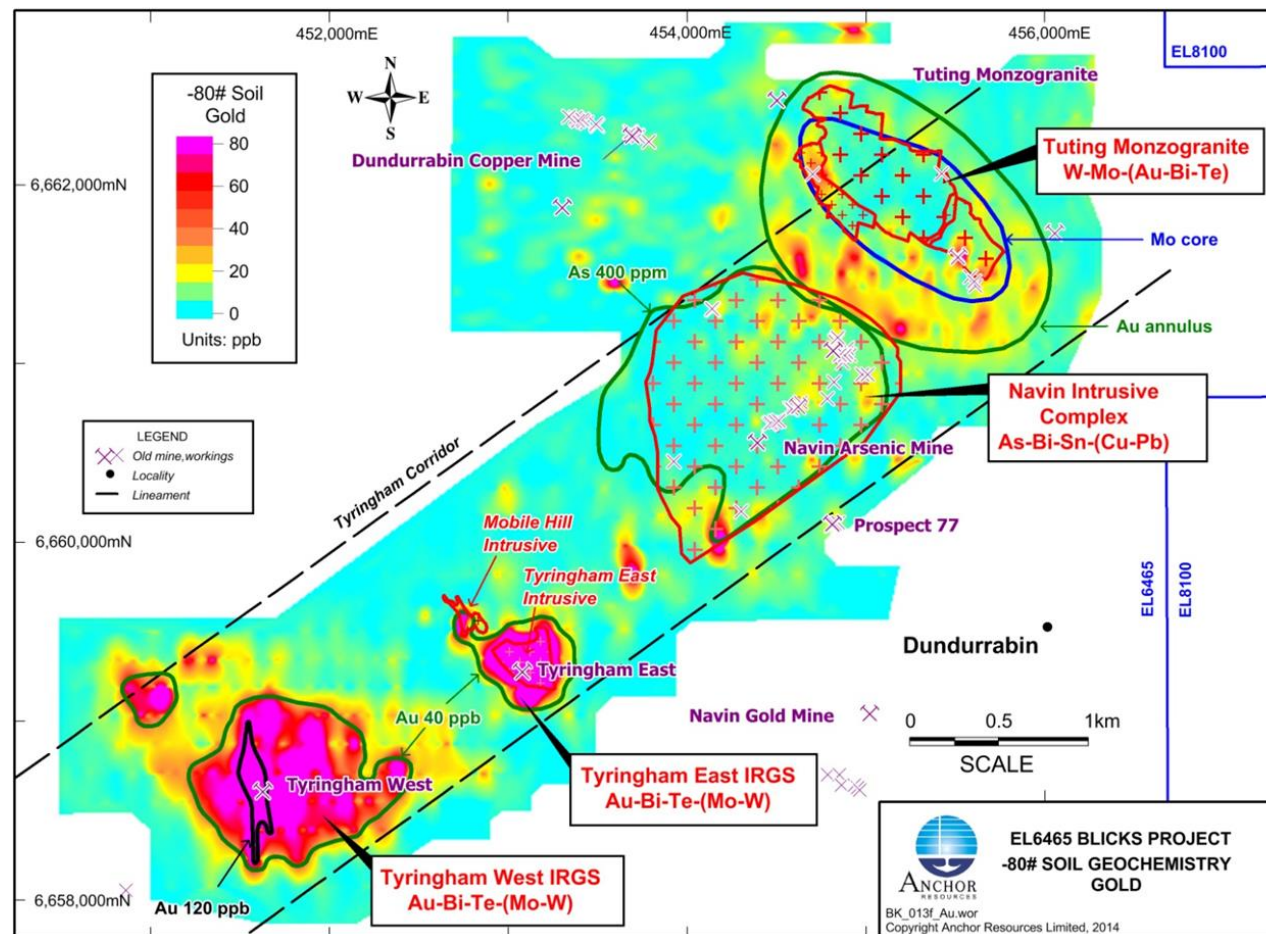 452,000mE
454,000mE
456,000mE
EL8100
-80# Soil
Gold
80
60
40
20
0
Units: ppb
N
W
E
S
Tuting Monzogranite
Dundurrabin Copper Mine
Tuting Monzogranite
W-Mo-(Au-Bi-Te)
6,662,000mN
Mo core
As 400 ppm
Au annulus
Navin Intrusive
Complex
As-Bi-Sn-(Cu-Pb)
LEGEND
Old mine,workings
Locality
Lineament
Navin Arsenic Mine
Tyringham Corridor
Prospect 77
6,660,000mN
Mobile Hill
Intrusive
Tyringham East
Intrusive
EL6465
EL8100
Dundurrabin
Tyringham East
Au 40 ppb
Navin Gold Mine
0
0.5
1km
SCALE
Tyringham West
Tyringham East IRGS
Au-Bi-Te-(Mo-W)
Tyringham West IRGS
Au-Bi-Te-(Mo-W)
6,658,000mN
Au 120 ppb
ANCHOR
RESOURCES
EL6465 BLICKS PROJECT
-80# SOIL GEOCHEMISTRY
GOLD
BK_013f_Au.wor
Copyright Anchor Resources Limited, 2014